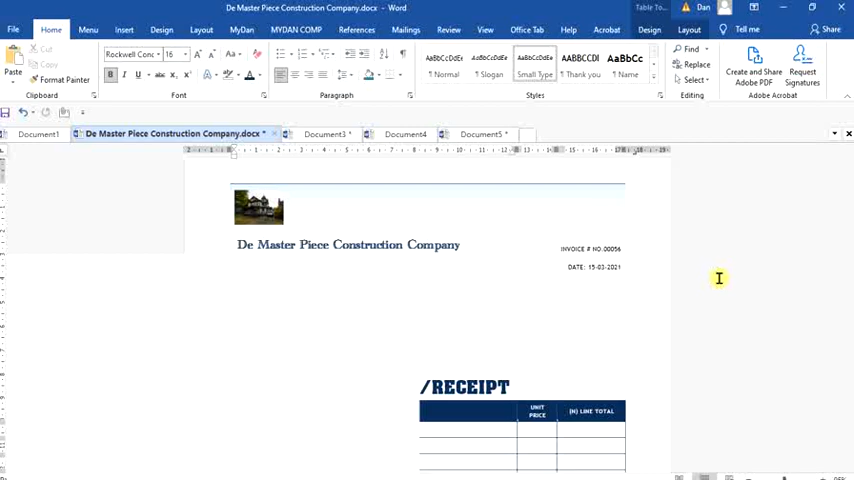 De Master Piece Construction Company.docx - Word
Table To...
Dan
File
Home
Menu
Insert
Design
Layout
MyDan
MYDAN COMP
References
Mailings
Review
View
Office Tab
Help
Acrobat
Design
Layout
Tell me
Share
Cut
Copy
Format Painter
Paste
Clipboard
Rockwell Conc
16
Font
Paragraph
AaBbCcDdEe
¶ Normal
AaBbCcDdEe
¶ Slogan
AaBbCcDdEe
Small Type
AABBCCDI
¶ Thank you
AaBbCc
¶ Name
Styles
Find
Replace
Select
Editing
Create and Share
Adobe PDF
Request
Signatures
Adobe Acrobat
Document1
De Master Piece Construction Company.docx *
Document3 *
Document4
Document5 *
De Master Piece Construction Company
INVOICE # NO.00056
DATE: 15-03-2021
/RECEIPT
UNIT
PRICE
(N) LINE TOTAL